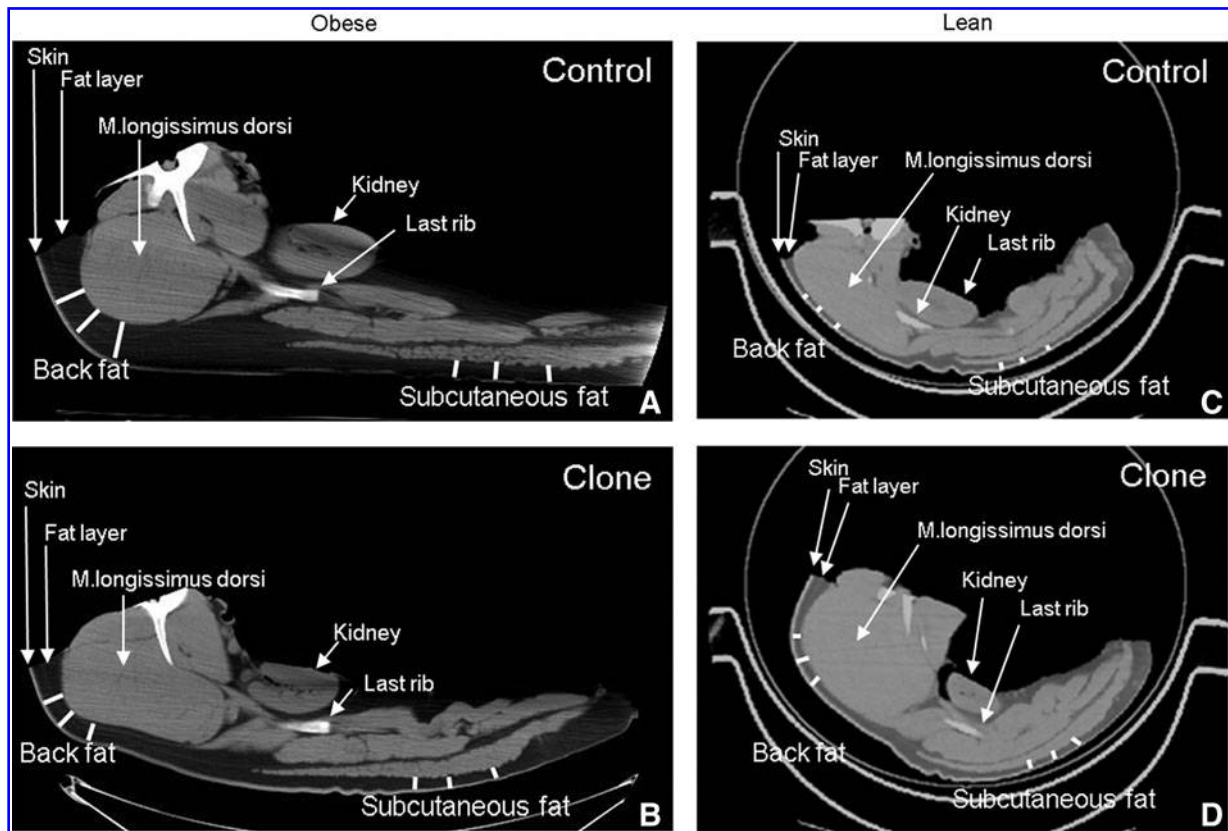 Obese
Lean
Control
Skin
Fat layer
M.longissimus dorsi
Kidney
Last rib
Back fat
Subcutaneous fat
A
Control
Skin
Fat layer
M.longissimus dorsi
Kidney
Last rib
Back fat
Subcutaneous fat
C
Clone
Skin
Fat layer
M.longissimus dorsi
Kidney
Last rib
Back fat
Subcutaneous fat
B
Clone
Skin
Fat layer
M.longissimus dorsi
Kidney
Last rib
Back fat
Subcutaneous fat
D